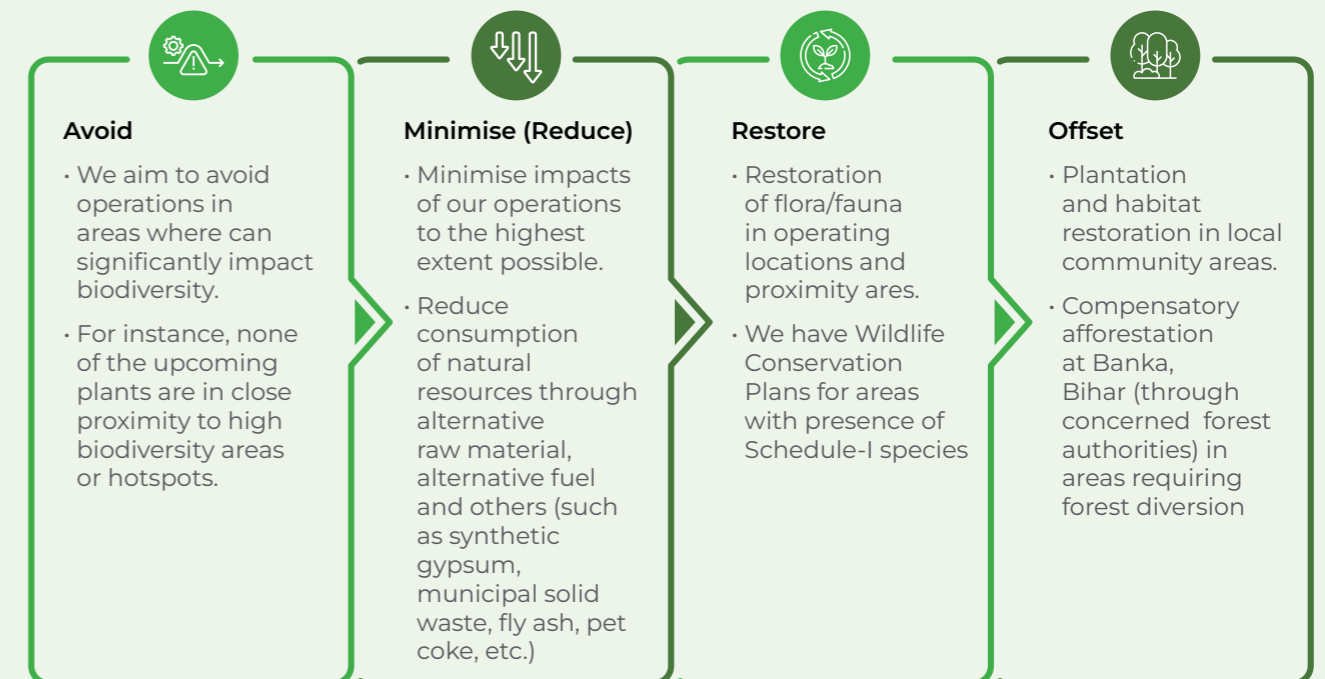 Avoid
· We aim to avoid
operations in
areas where can
significantly impact
biodiversity.
· For instance, none
of the upcoming
plants are in close
proximity to high
biodiversity areas
or hotspots.
Minimise (Reduce)
· Minimise impacts
of our operations
to the highest
extent possible.
· Reduce
consumption
of natural
resources through
alternative
raw material,
alternative fuel
and others (such
as synthetic
gypsum,
municipal solid
waste, fly ash, pet
coke, etc.)
Restore
· Restoration
of flora/fauna
in operating
locations and
proximity ares.
· We have Wildlife
Conservation
Plans for areas
with presence of
Schedule-I species
Offset
· Plantation
and habitat
restoration in local
community areas.
· Compensatory
afforestation
at Banka,
Bihar (through
concerned forest
authorities) in
areas requiring
forest diversion